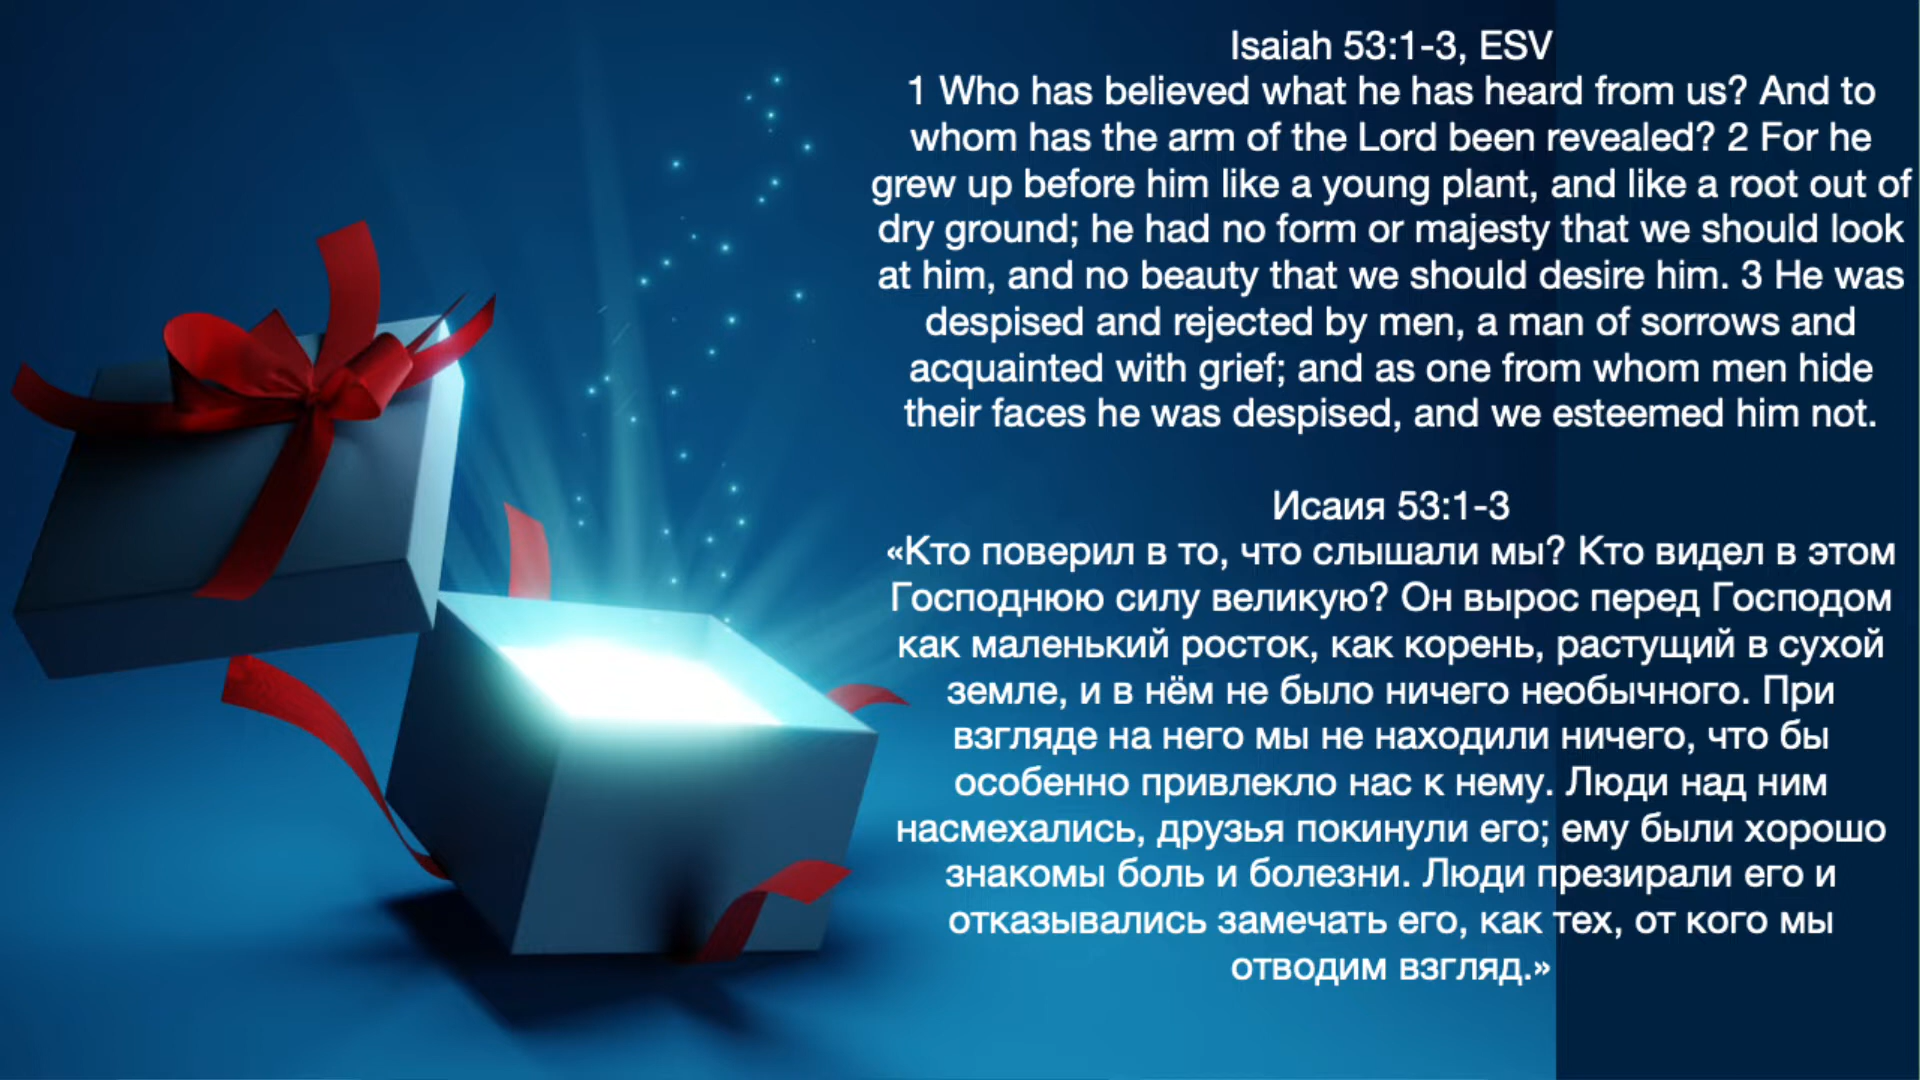 Isaiah 53:1-3, ESV
1 Who has believed what he has heard from us? And to
whom has the arm of the Lord been revealed? 2 For he
grew up before him like a young plant, and like a root out of
dry ground; he had no form or majesty that we should look
at him, and no beauty that we should desire him. 3 He was
despised and rejected by men, a man of sorrows and
acquainted with grief; and as one from whom men hide
their faces he was despised, and we esteemed him not.
Исаия 53:1-3
«Кто поверил в то, что слышали мы? Кто видел в этом
Господнюю силу великую? Он вырос перед Господом
как маленький росток, как корень, растущий в сухой
земле, и в нём не было ничего необычного. При
взгляде на него мы не находили ничего, что бы
особенно привлекло нас к нему. Люди над ним
насмехались, друзья покинули его; ему были хорошо
знакомы боль и болезни. Люди презирали его и
отказывались замечать его, как тех, от кого мы
отводим взгляд.»